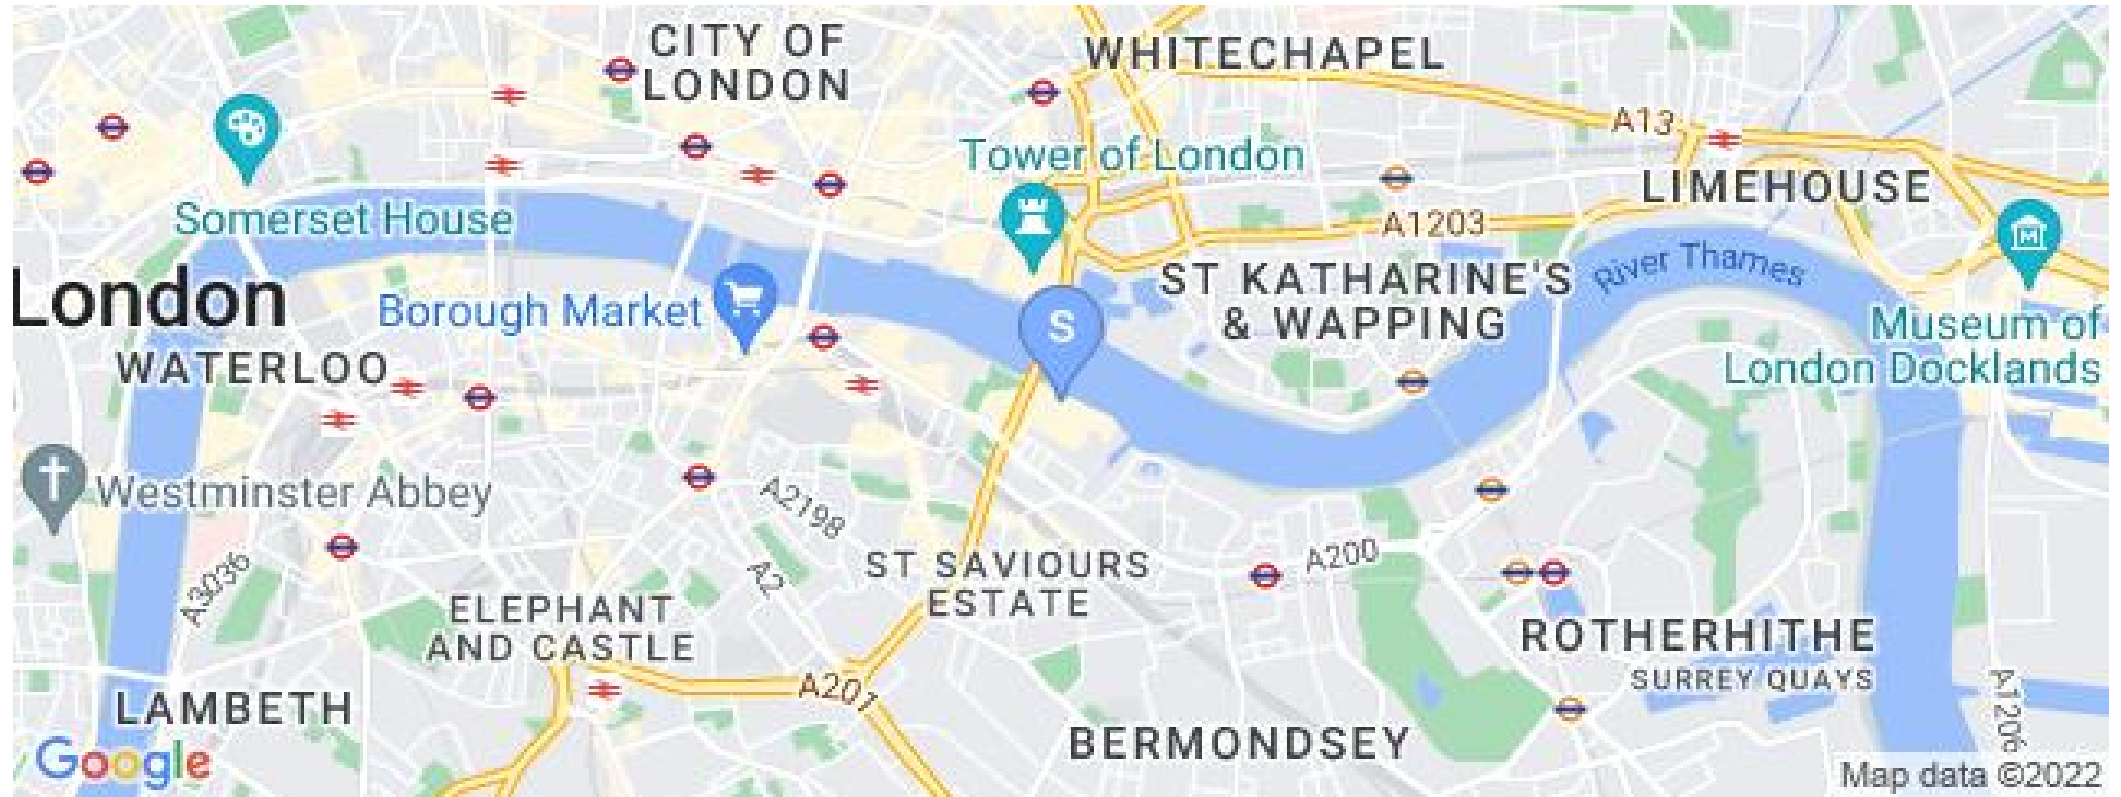 CITY OF
LONDON
WHITECHAPEL
A13
Tower of London
LIMEHOUSE
Somerset House
A1203
London
Borough Market
S
ST KATHARINE'S
& WAPPING
River Thames
Museum of
London Docklands
WATERLOO
Westminster Abbey
A2198
A3036
A2
ST SAVIOURS
ESTATE
A200
ELEPHANT
AND CASTLE
ROTHERHITHE
SURREY QUAYS
A201
LAMBETH
BERMONDSEY
A1206
Google
Map data ©2022